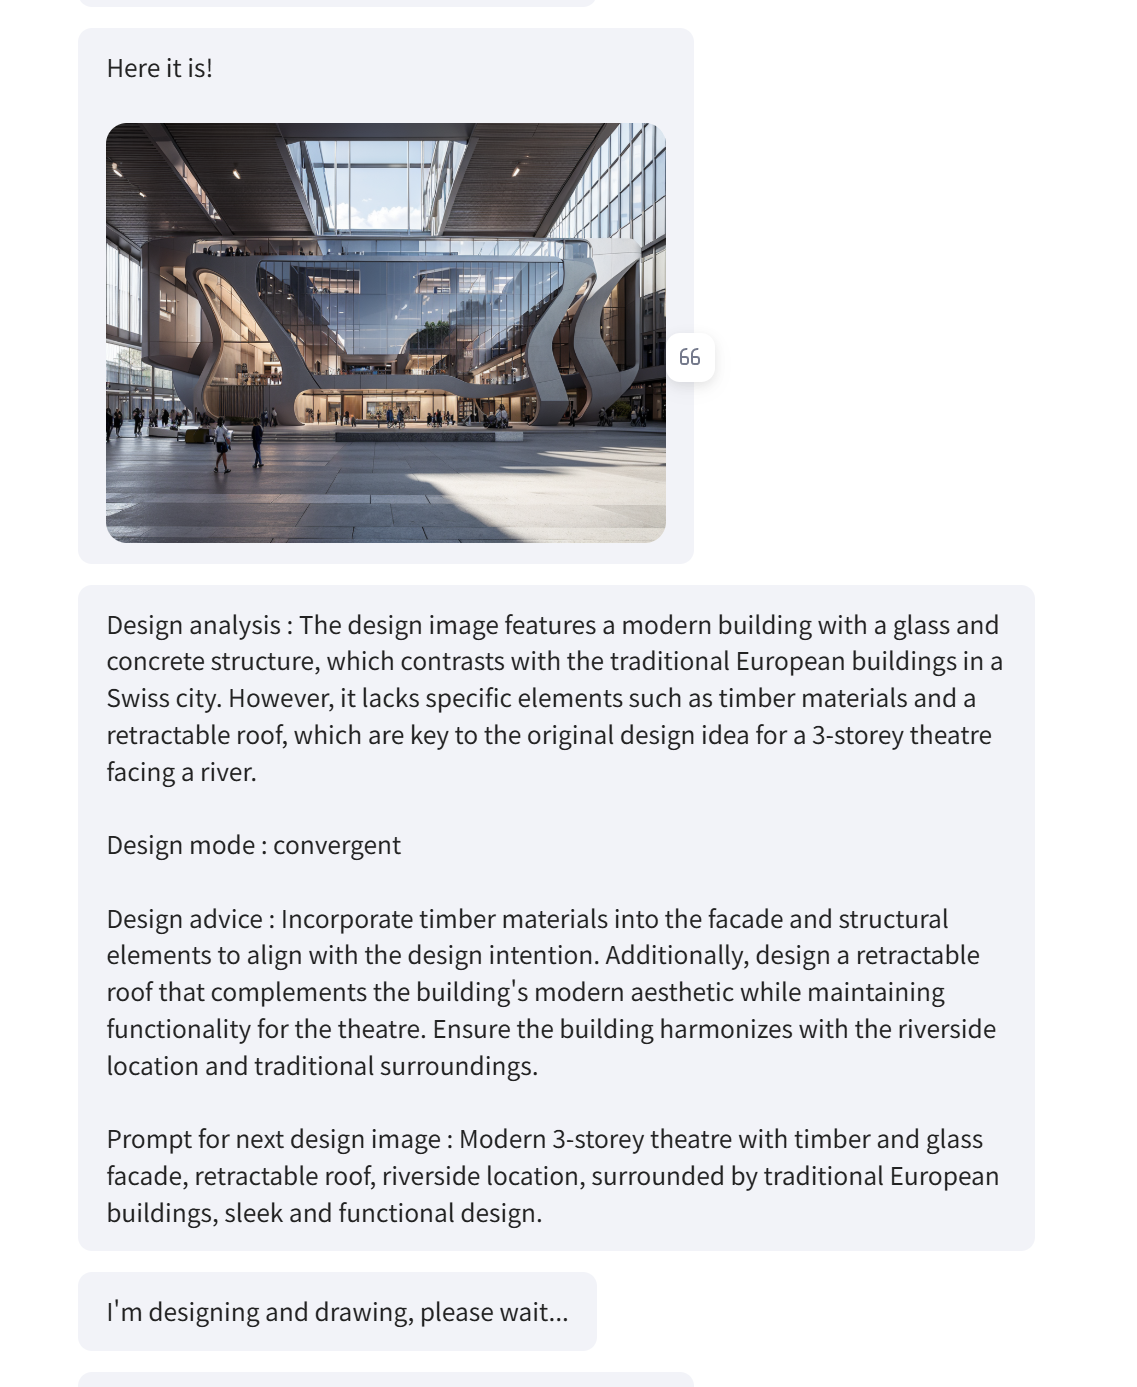 Here it is!
Design analysis : The design image features a modern building with a glass and
concrete structure, which contrasts with the traditional European buildings in a
Swiss city. However, it lacks specific elements such as timber materials and a
retractable roof, which are key to the original design idea for a 3-storey theatre
facing a river.
Design mode : convergent
Design advice : Incorporate timber materials into the facade and structural
elements to align with the design intention. Additionally, design a retractable
roof that complements the building's modern aesthetic while maintaining
functionality for the theatre. Ensure the building harmonizes with the riverside
location and traditional surroundings.
Prompt for next design image : Modern 3-storey theatre with timber and glass
facade, retractable roof, riverside location, surrounded by traditional European
buildings, sleek and functional design.
I'm designing and drawing, please wait...